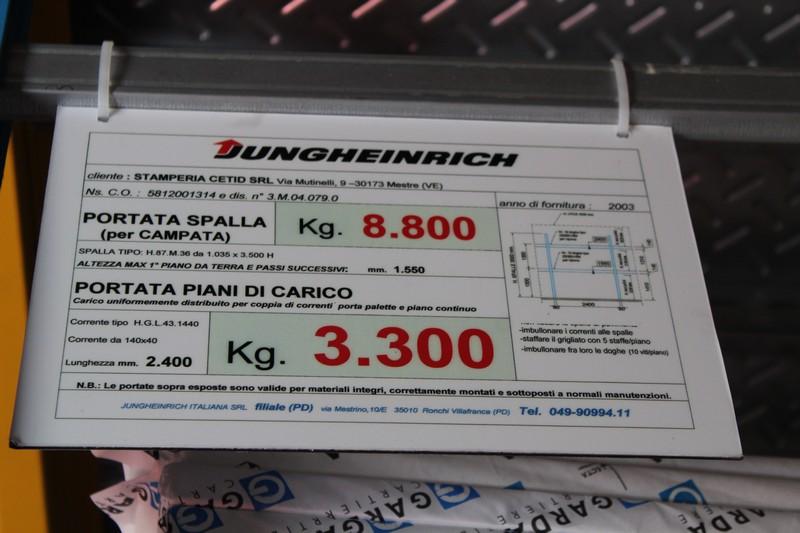 JUNGHEINRICH
cliente : STAMPERIA CETID SRL Via Mutinelli, 9 –30173 Mestre (VE)
Ns. C.O. : 5812001314 e dis. n° 3.M.04.079.0
anno di fornitura : 2003
PORTATA SPALLA
(per CAMPATA)
Kg. 8.800
SPALLA TIPO: H.87.M.36 da 1.035 x 3.500 H
ALTEZZA MAX 1° PIANO DA TERRA E PASSI SUCCESSIVI: mm. 1.550
PORTATA PIANI DI CARICO
Carico uniformemente distribuito per coppia di correnti porta palette e piano continuo
Corrente tipo H.G.L.43.1440
Corrente da 140x40
Lunghezza mm. 2.400
Kg. 3.300
2400
-imbullonare i correnti alle spalle
-staffare il grigliato con 5 staffe/piano
-imbullonare fra loro le doghe (10 viti/piano)
N.B.: Le portate sopra esposte sono valide per materiali integri, correttamente montati e sottoposti a normali manutenzioni.
JUNGHEINRICH ITALIANA SRL filiale (PD) via Mestrino,10/E 35010 Ronchi Villafranca (PD) Tel. 049-90994.11
CARTIERE
GARDA
CARTIERE
GARDA